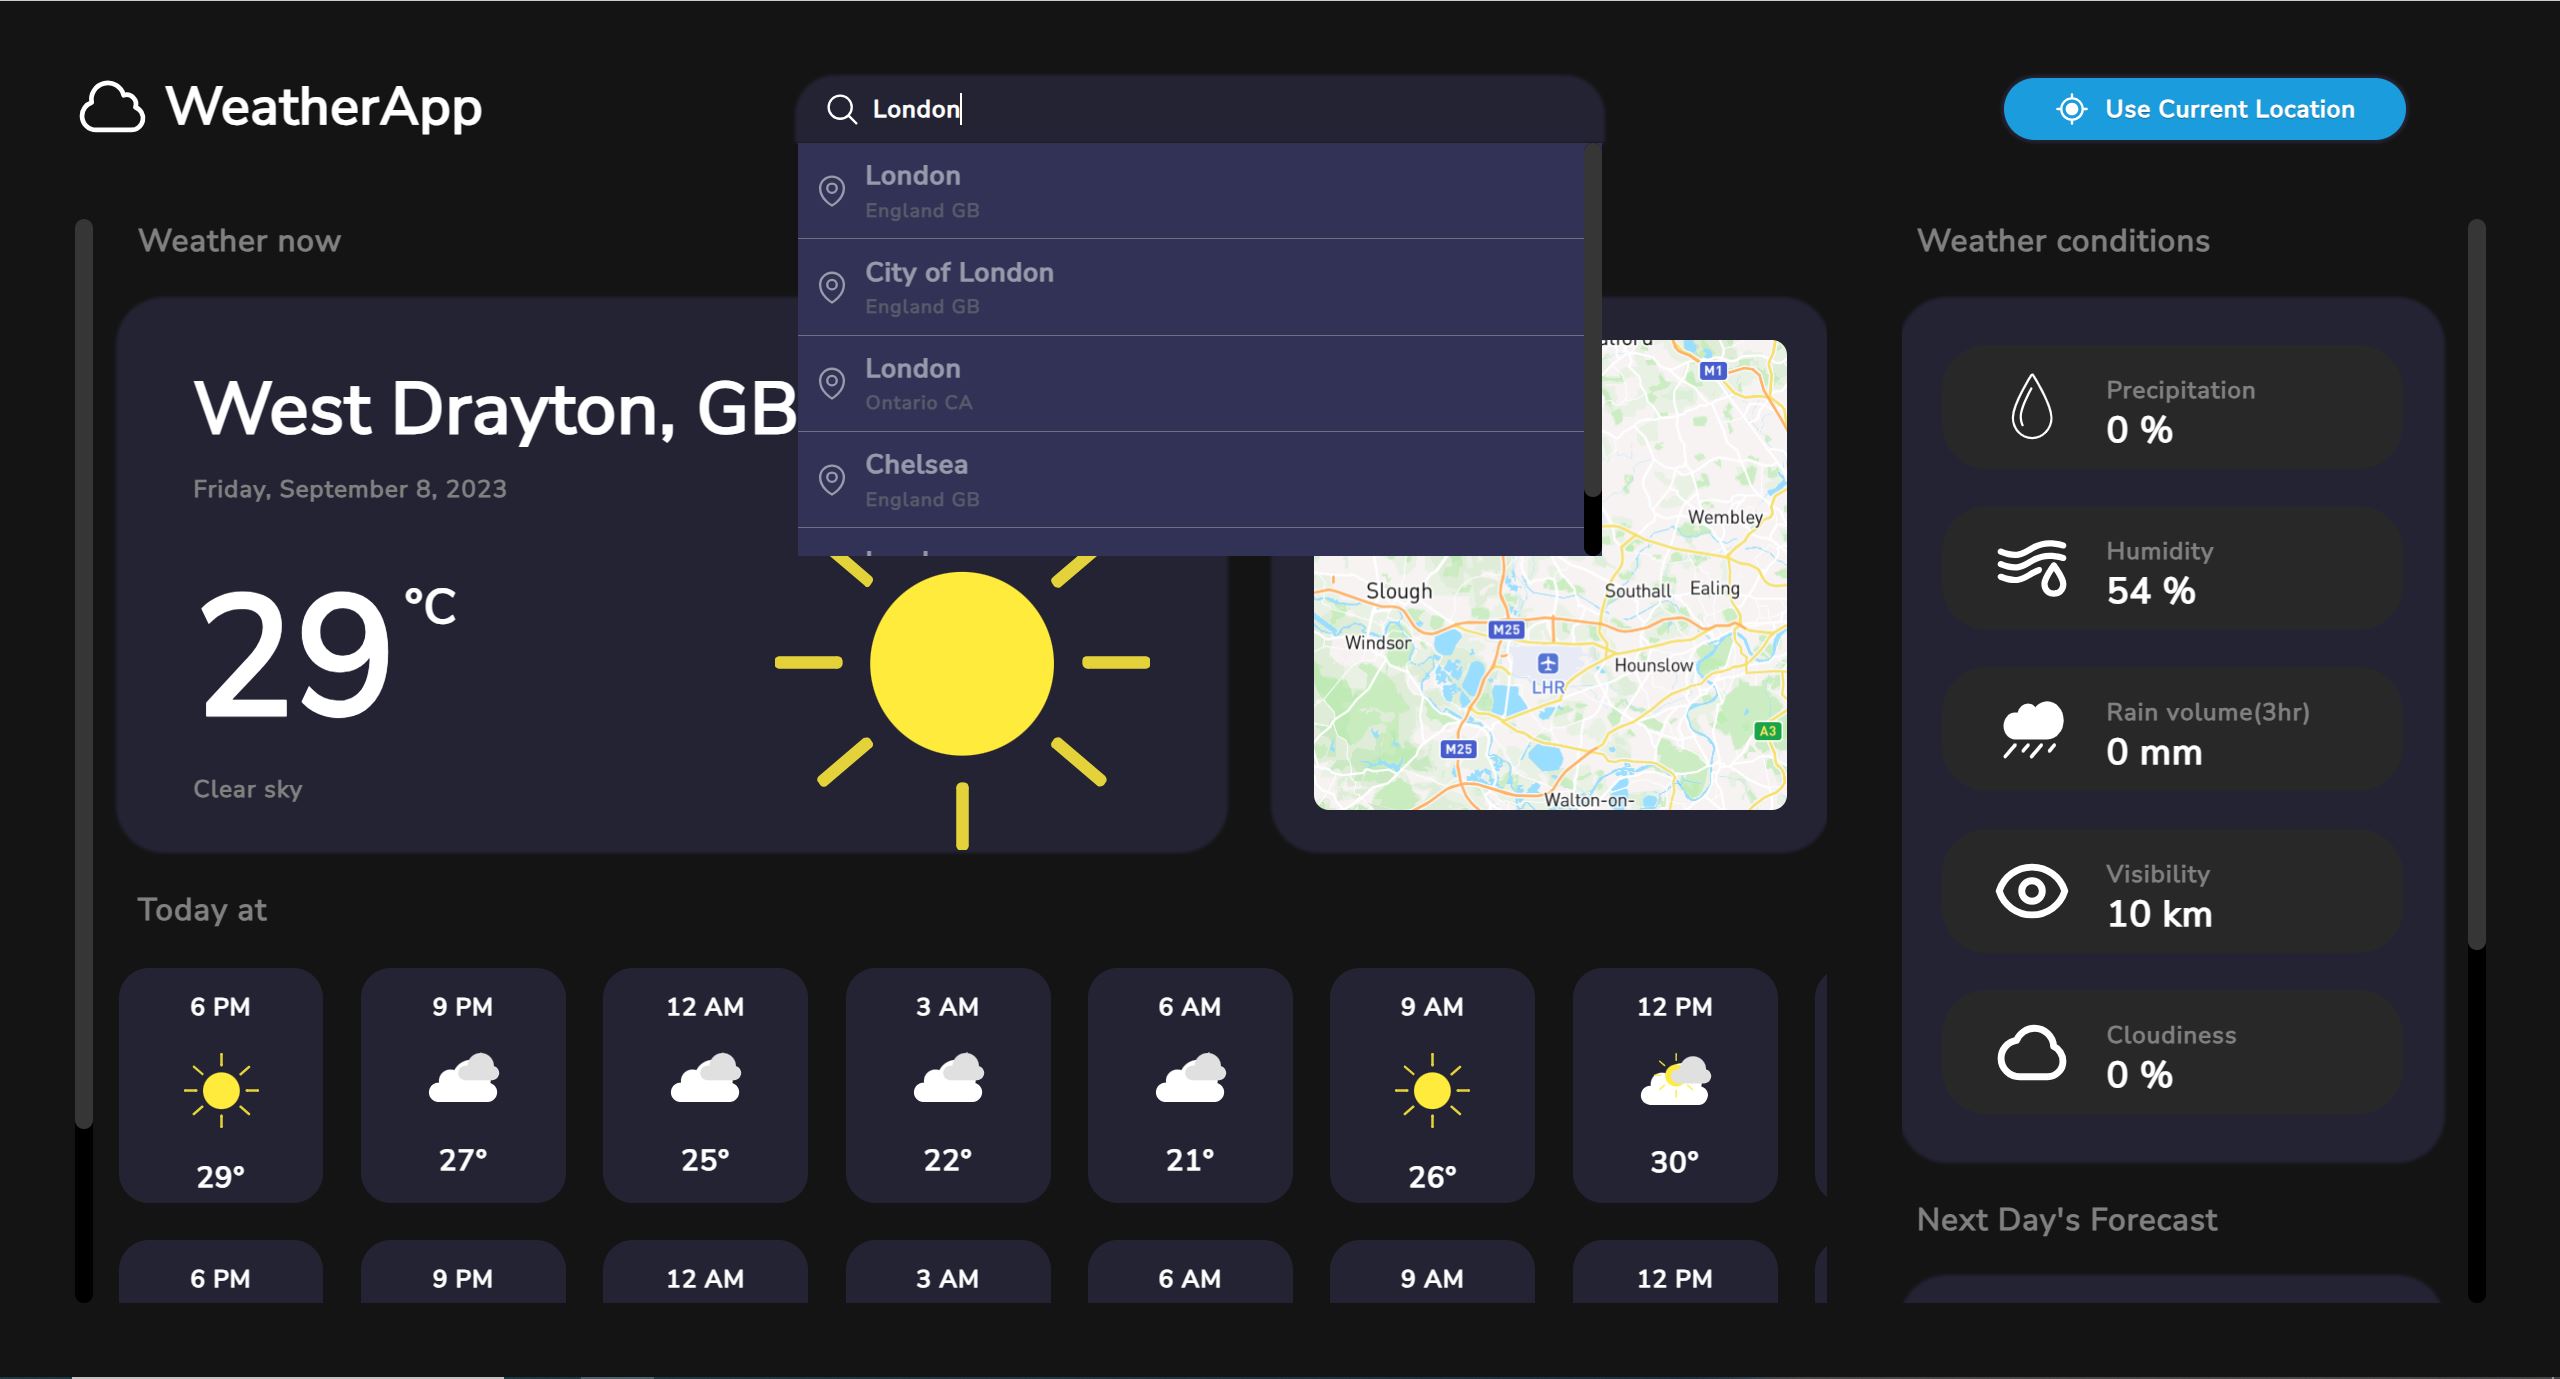 WeatherApp
London
Use Current Location
London
England GB
City of London
England GB
London
Ontario CA
Chelsea
England GB
Weather now
West Drayton, GB
Friday, September 8, 2023
29 °C
Clear sky
M1
Wembley
Slough
Southall
Ealing
M25
Windsor
Hounslow
LHR
A3
M25
Walton-on-
Weather conditions
Precipitation
0 %
Humidity
54 %
Rain volume(3hr)
0 mm
Visibility
10 km
Cloudiness
0 %
Today at
6 PM
29°
9 PM
27°
12 AM
25°
3 AM
22°
6 AM
21°
9 AM
26°
12 PM
30°
6 PM
9 PM
12 AM
3 AM
6 AM
9 AM
12 PM
Next Day's Forecast